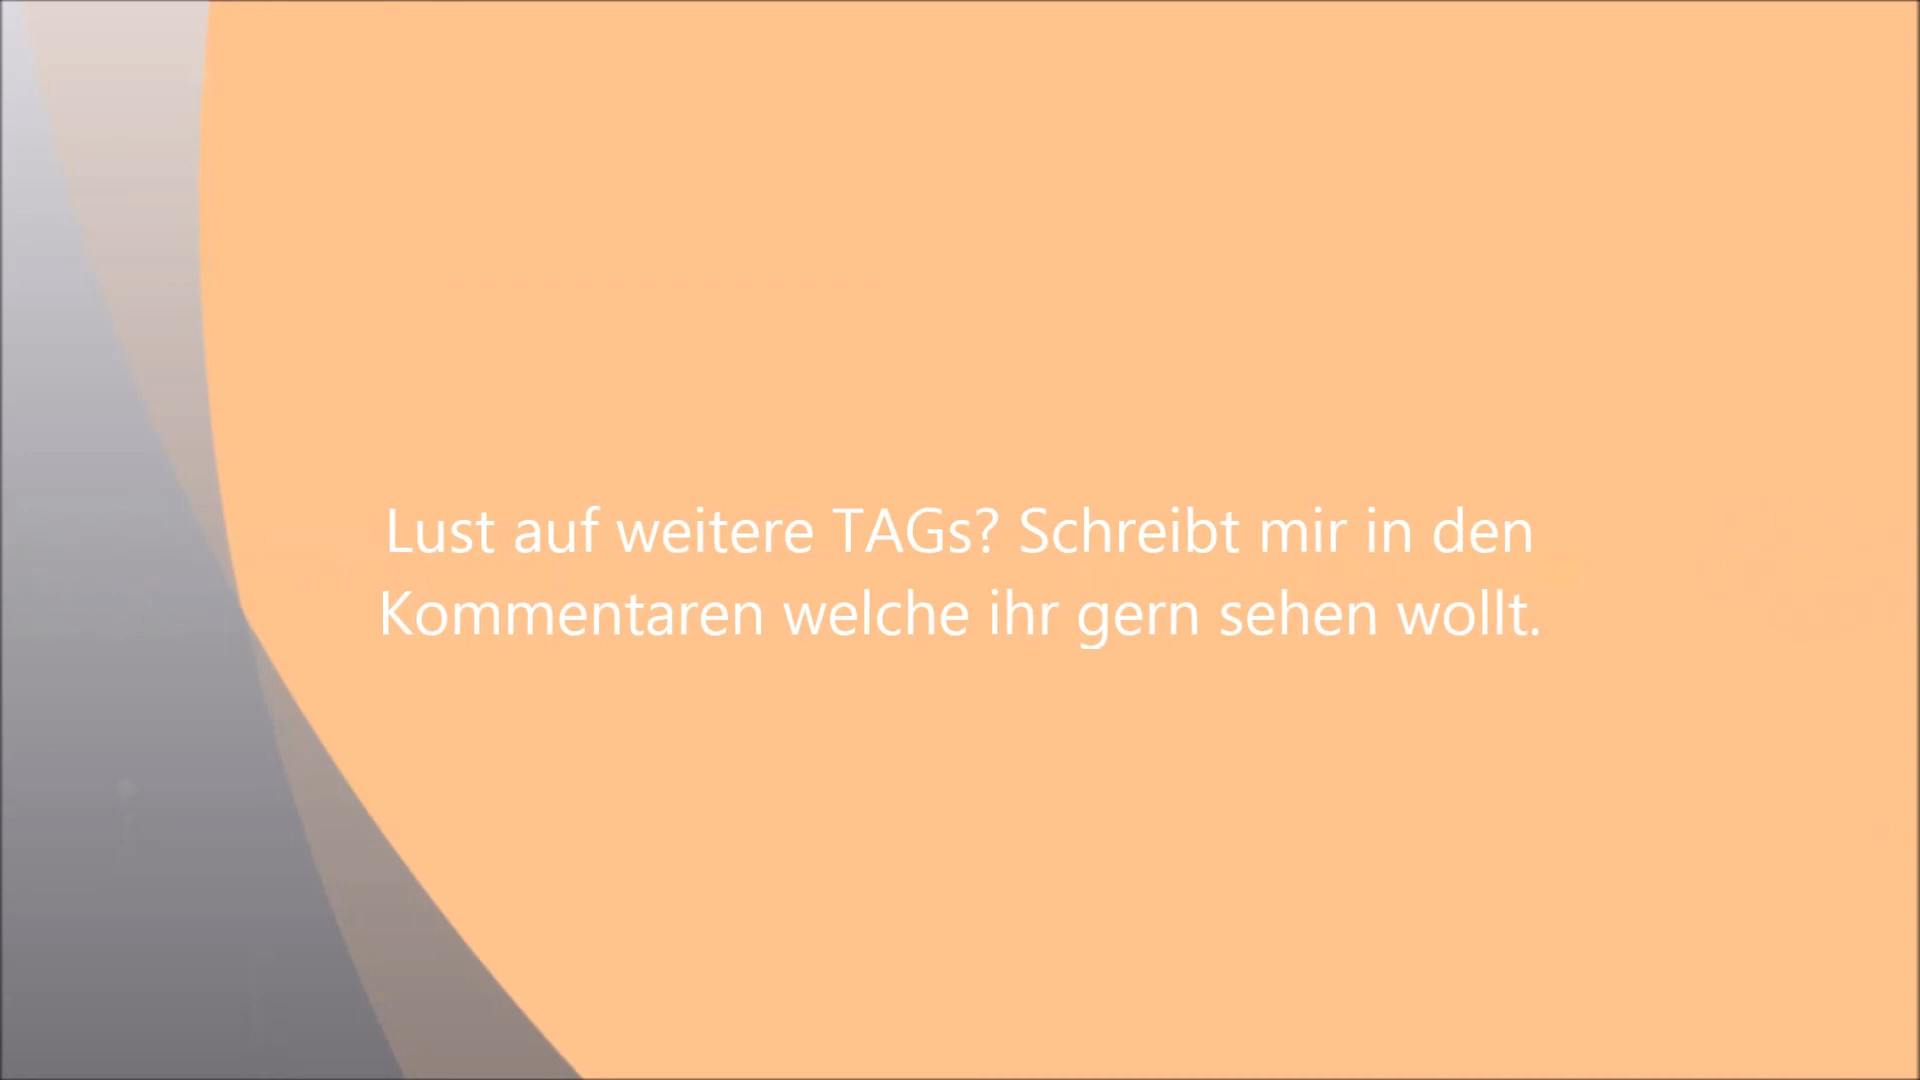 Lust auf weitere TAGs? Schreibt mir in den
Kommentaren welche ihr gern sehen wollt.